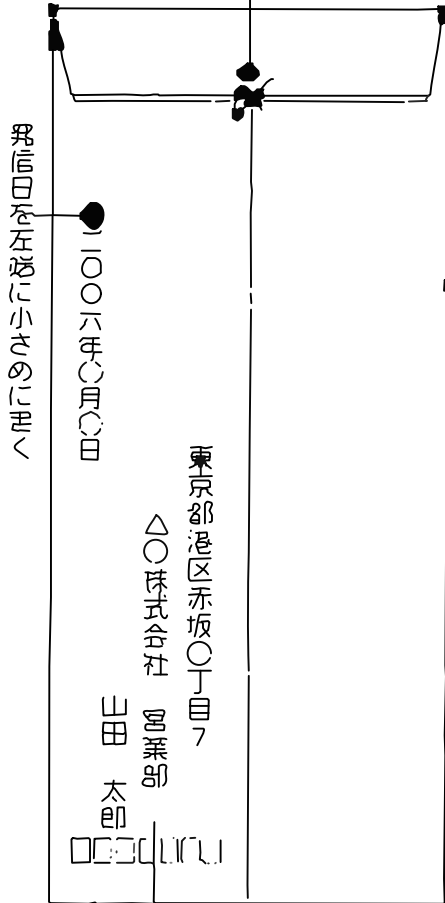 東京都港区赤坂〇丁目7
△〇株式会社 営業部
山田 太郎
二〇〇六年〇月〇日
発信日を左端に小さめに書く